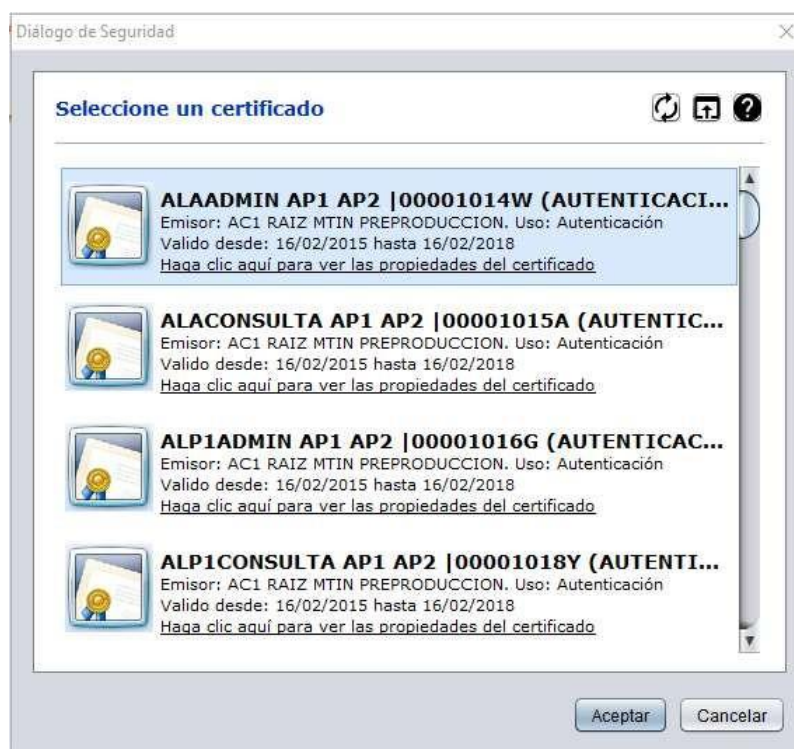 Diálogo de Seguridad
Seleccione un certificado
ALAADMIN AP1 AP2 |00001014W (AUTENTICACI...
Emisor: AC1 RAIZ MTIN PREPRODUCCION. Uso: Autenticación
Valido desde: 16/02/2015 hasta 16/02/2018
Haga clic aquí para ver las propiedades del certificado
ALACONSULTA AP1 AP2 |00001015A (AUTENTIC...
Emisor: AC1 RAIZ MTIN PREPRODUCCION. Uso: Autenticación
Valido desde: 16/02/2015 hasta 16/02/2018
Haga clic aquí para ver las propiedades del certificado
ALP1ADMIN AP1 AP2 |00001016G (AUTENTICAC...
Emisor: AC1 RAIZ MTIN PREPRODUCCION. Uso: Autenticación
Valido desde: 16/02/2015 hasta 16/02/2018
Haga clic aquí para ver las propiedades del certificado
ALP1CONSULTA AP1 AP2 |00001018Y (AUTENTI...
Emisor: AC1 RAIZ MTIN PREPRODUCCION. Uso: Autenticación
Valido desde: 16/02/2015 hasta 16/02/2018
Haga clic aquí para ver las propiedades del certificado
Aceptar Cancelar